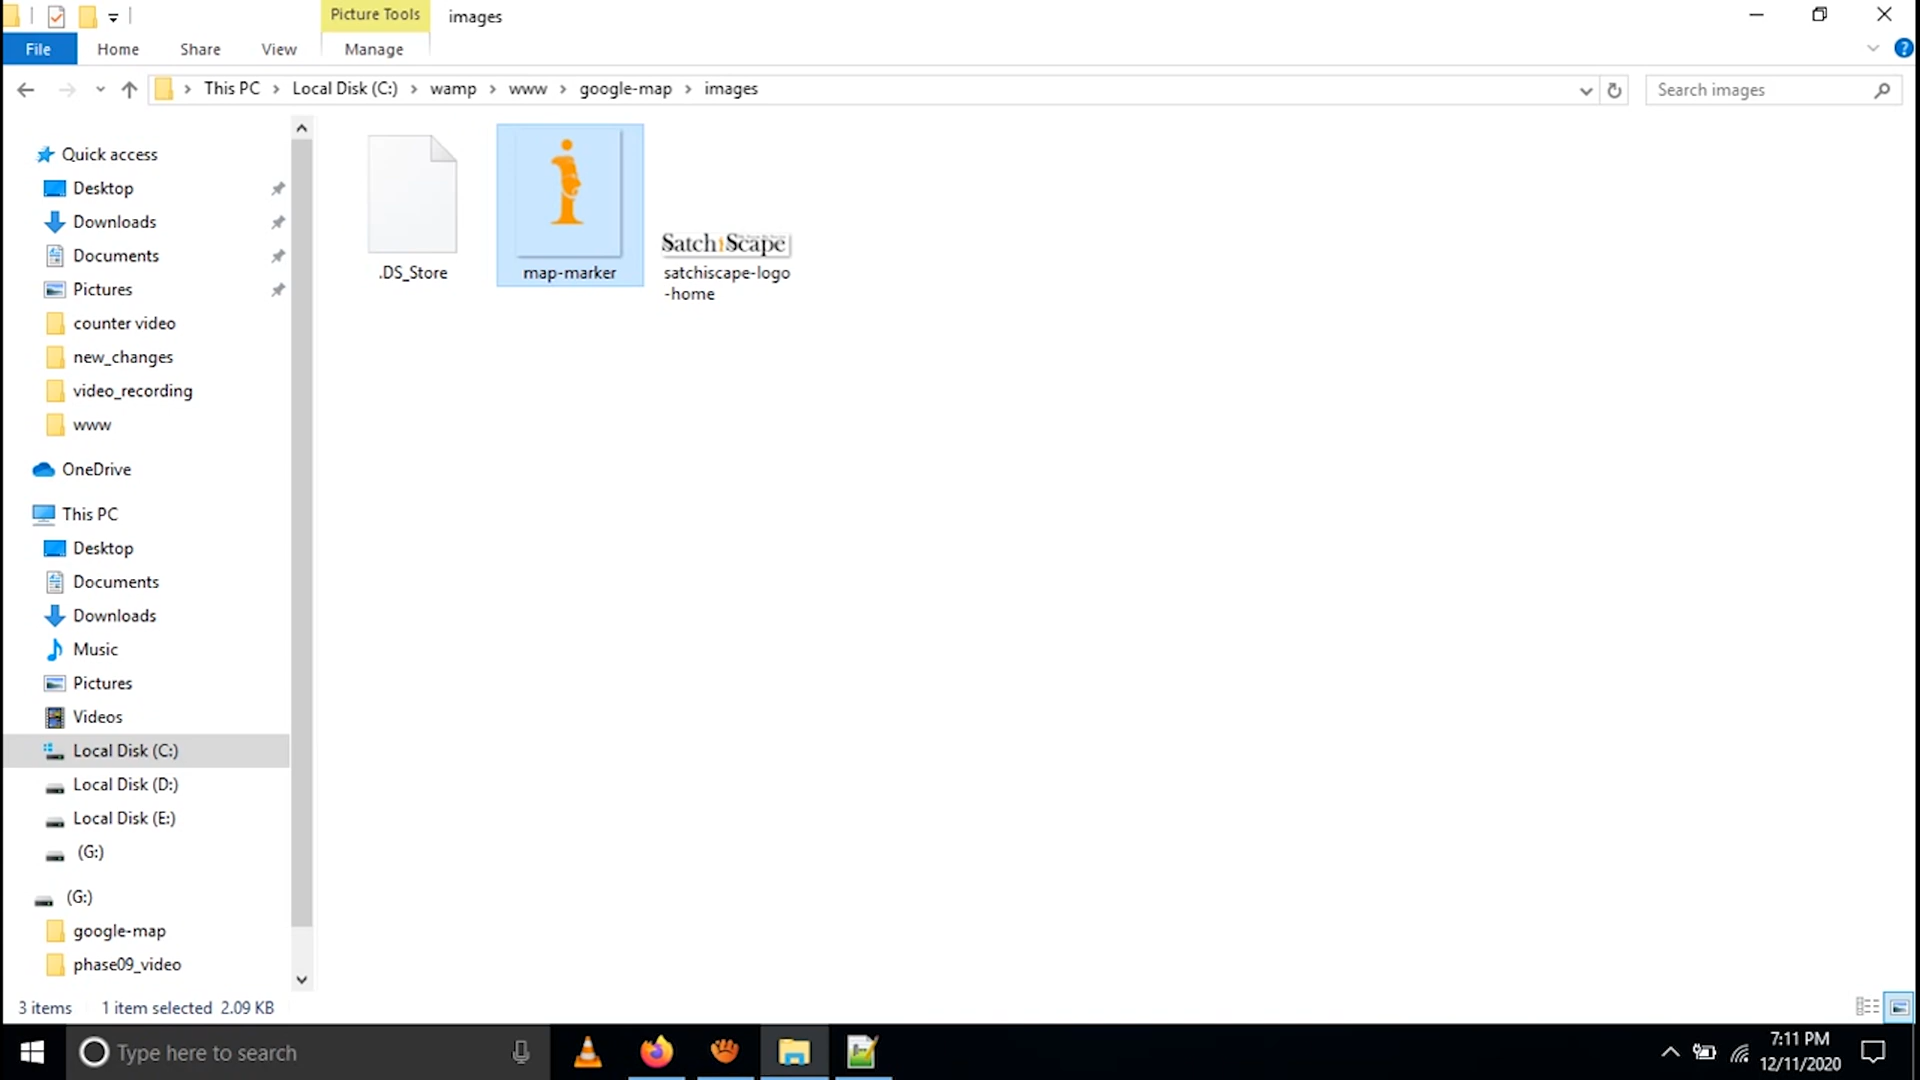 Picture Tools
images
File
Home
Share
View
Manage
This PC
Local Disk (C:)
wamp
www
google-map
images
Search images
Quick access
Desktop
Downloads
Documents
Pictures
counter video
new_changes
video_recording
www
OneDrive
This PC
Desktop
Documents
Downloads
Music
Pictures
Videos
Local Disk (C:)
Local Disk (D:)
Local Disk (E:)
(G:)
(G:)
google-map
phase09_video
.DS_Store
map-marker
SatchiScape
satchiscape-logo
-home
3 items
1 item selected 2.09 KB
Type here to search
7:11 PM
12/11/2020